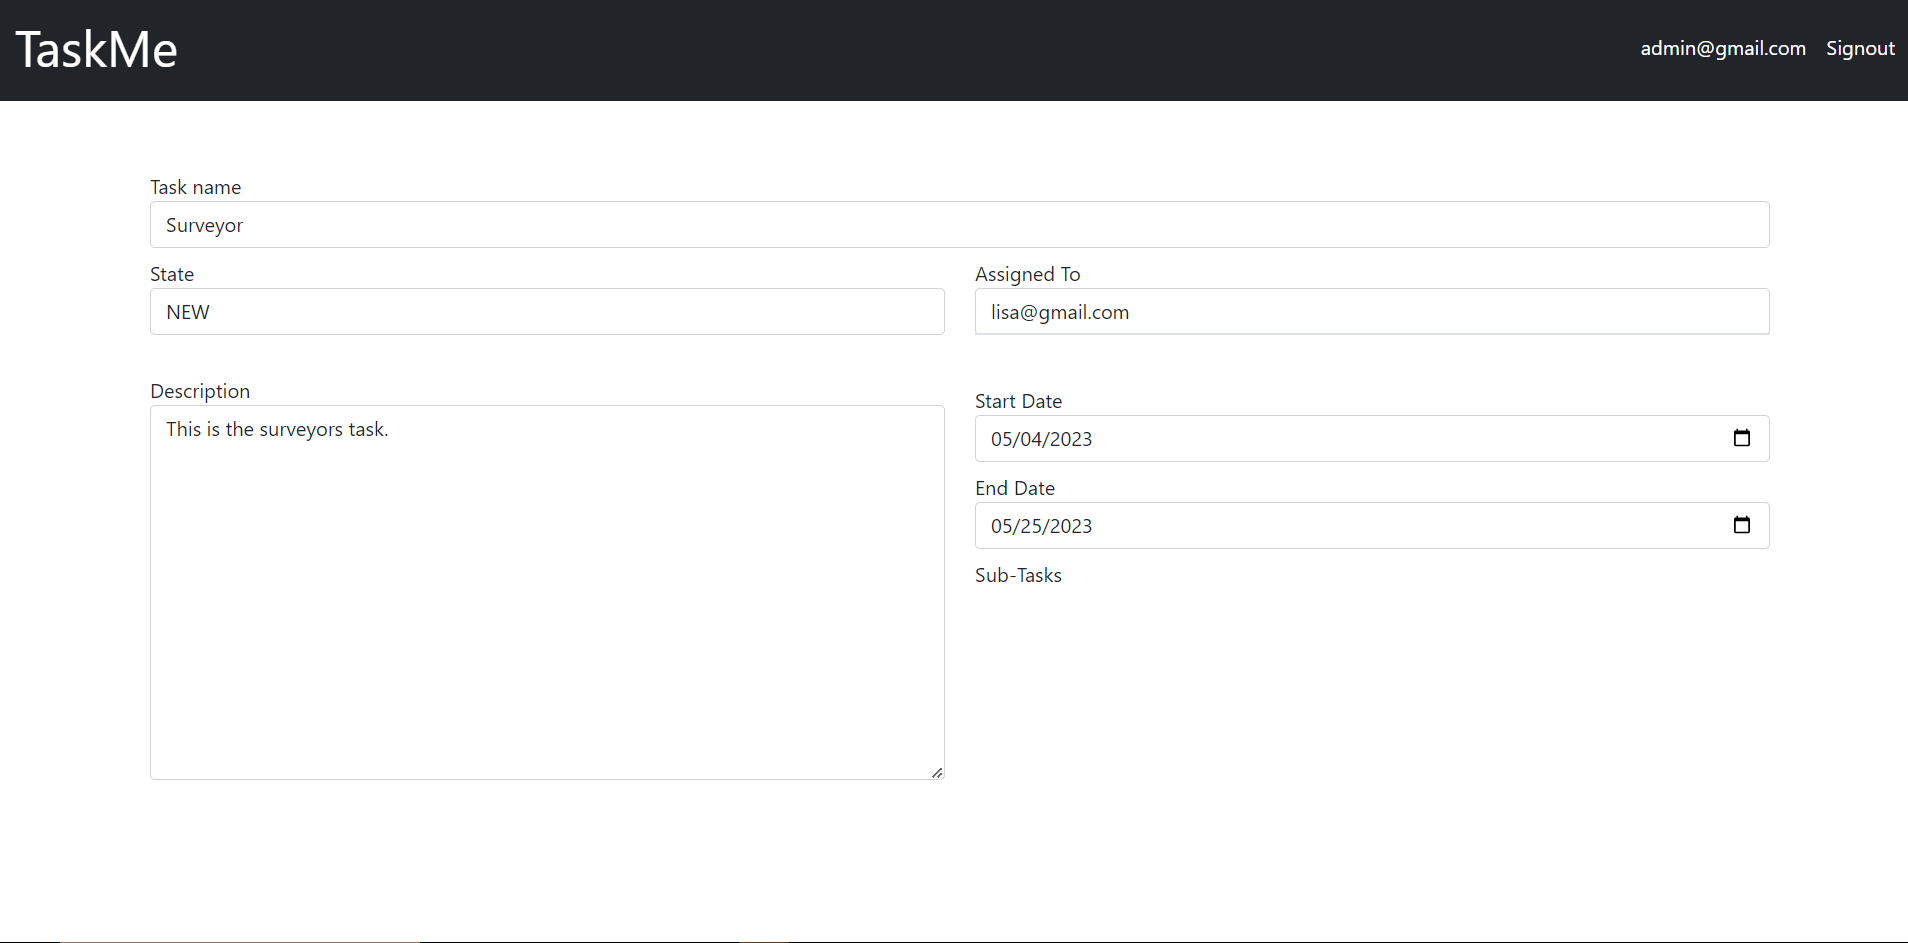 TaskMe
admin@gmail.com Signout
Task name
Surveyor
State
NEW
Assigned To
lisa@gmail.com
Description
This is the surveyors task.
Start Date
05/04/2023
End Date
05/25/2023
Sub-Tasks